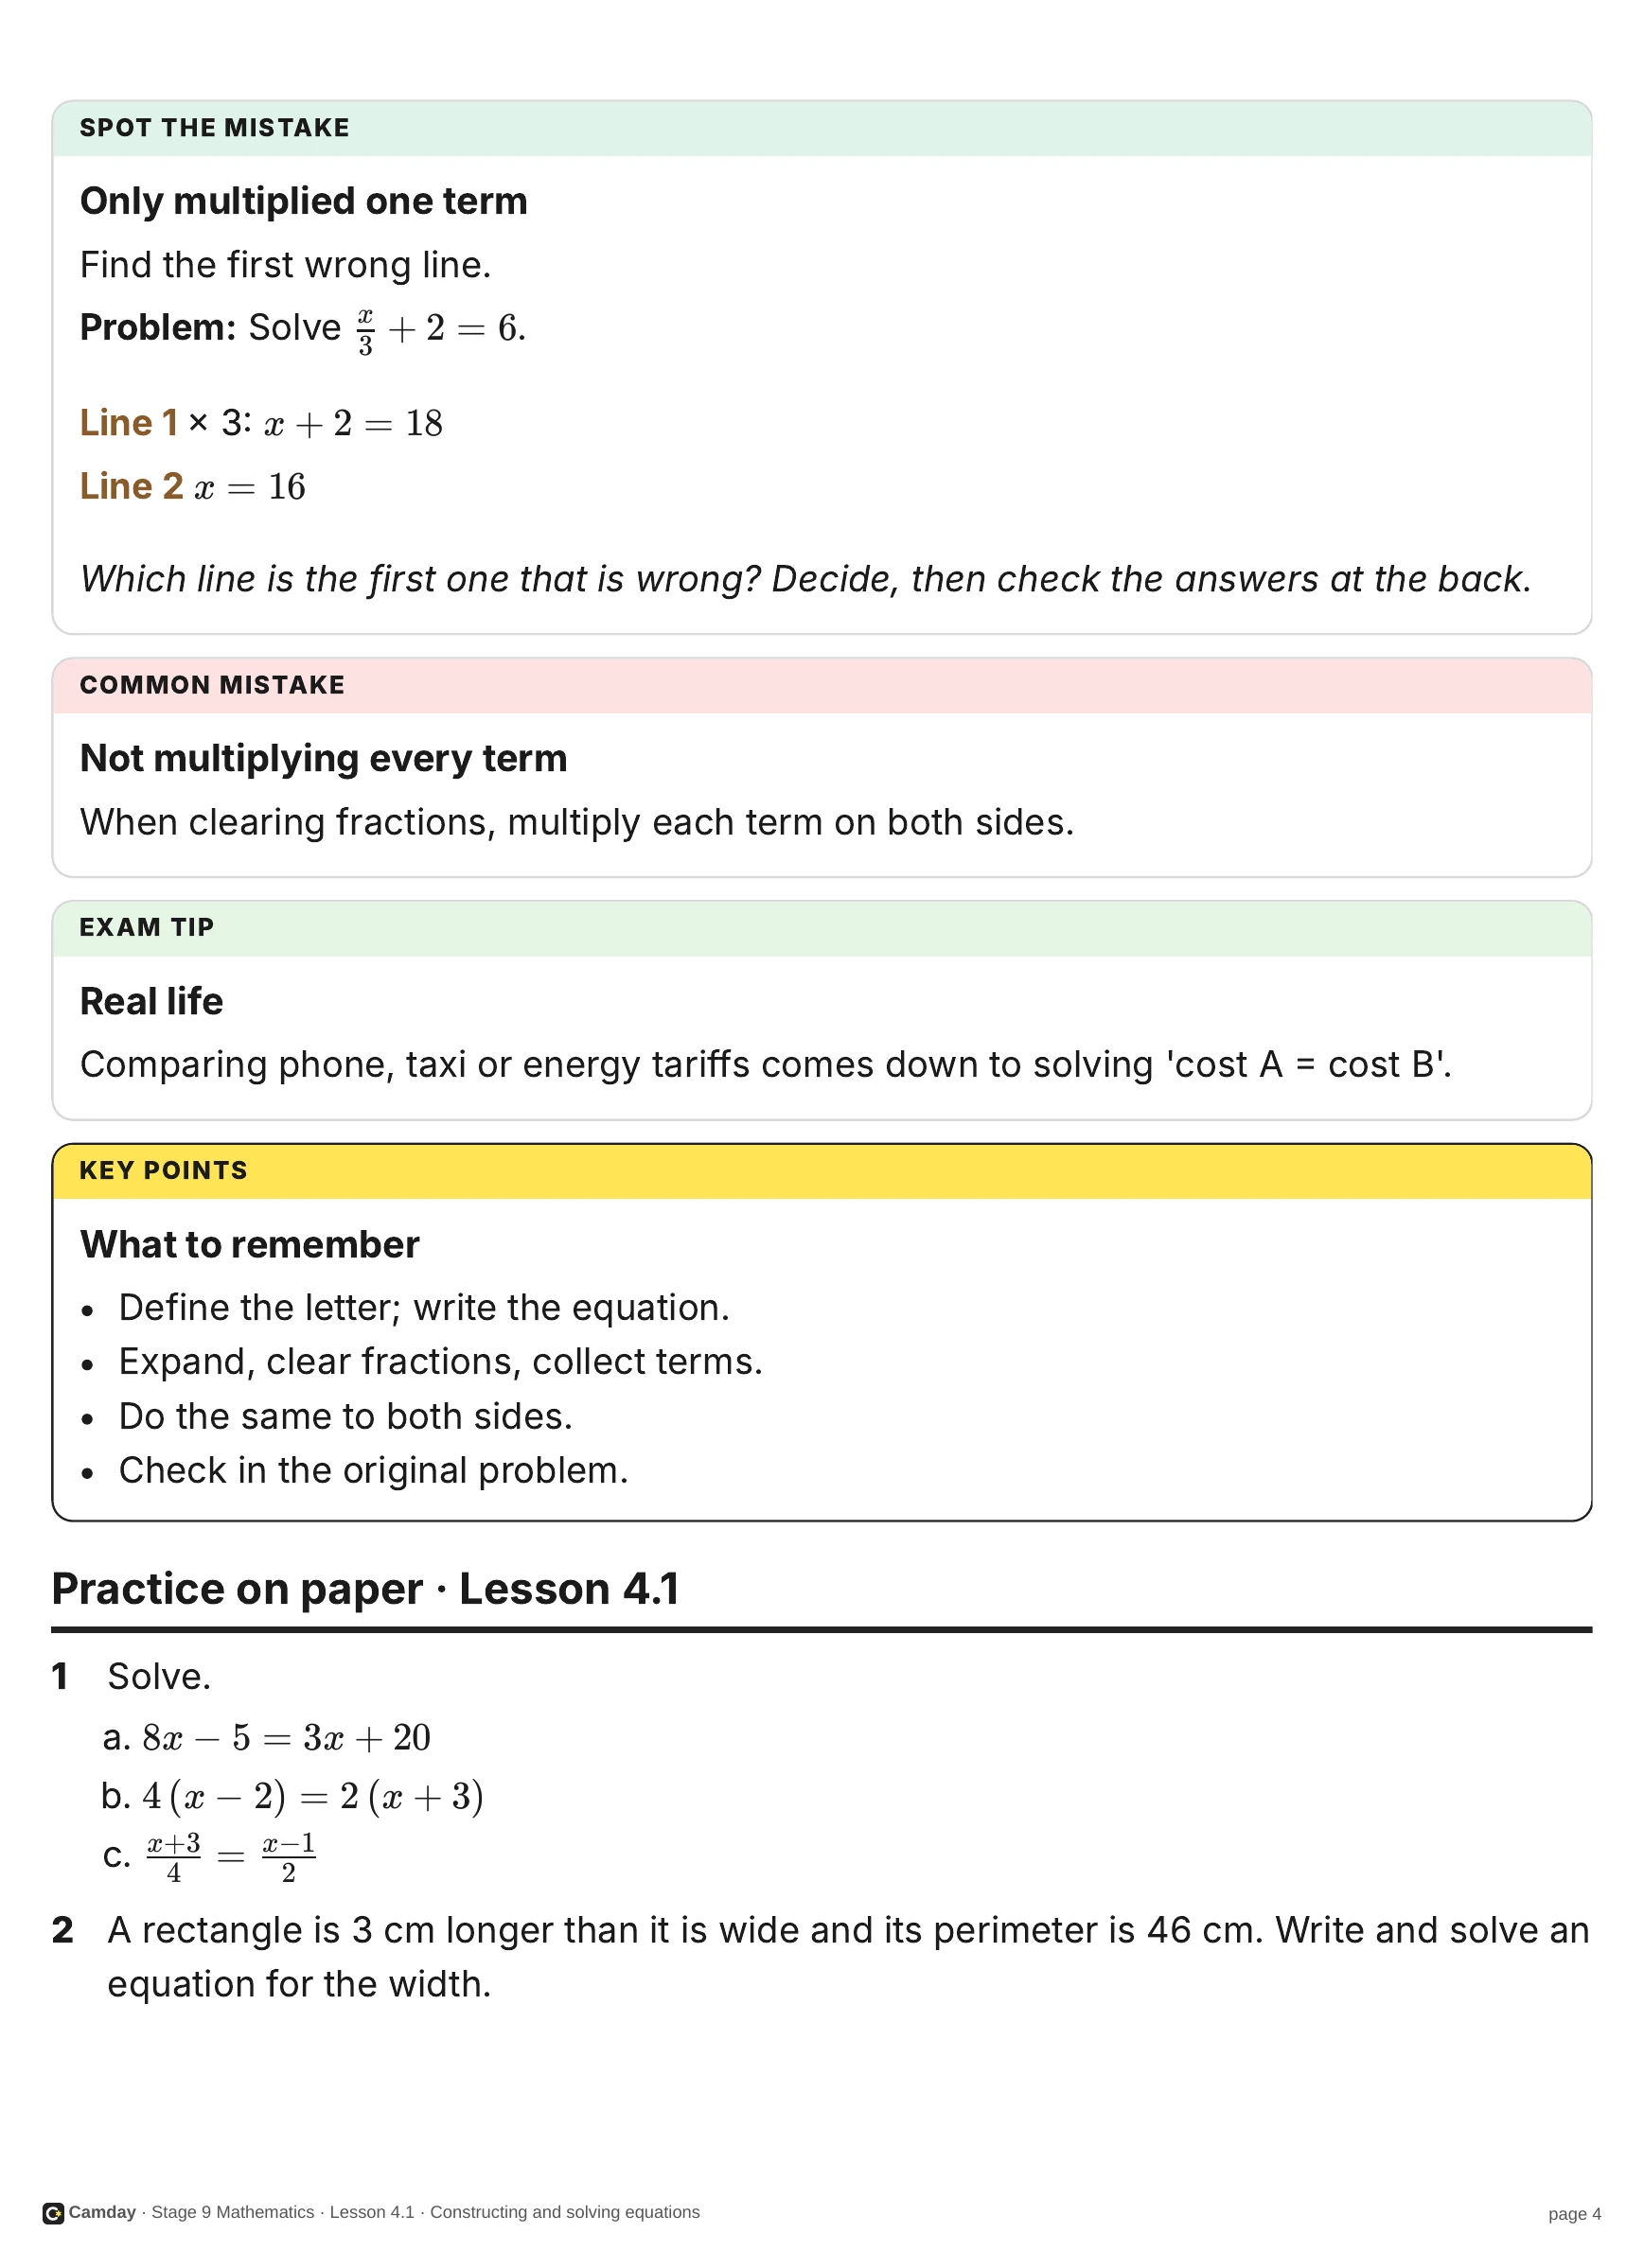 SPOT THE MISTAKE
Only multiplied one term
Find the first wrong line.
Problem: Solve x/3 + 2 = 6.
Line 1 × 3: x + 2 = 18
Line 2 x = 16
Which line is the first one that is wrong? Decide, then check the answers at the back.
COMMON MISTAKE
Not multiplying every term
When clearing fractions, multiply each term on both sides.
EXAM TIP
Real life
Comparing phone, taxi or energy tariffs comes down to solving 'cost A = cost B'.
KEY POINTS
What to remember
• Define the letter; write the equation.
• Expand, clear fractions, collect terms.
• Do the same to both sides.
• Check in the original problem.
Practice on paper · Lesson 4.1
1 Solve.
a. 8x − 5 = 3x + 20
b. 4 (x − 2) = 2 (x + 3)
c. (x+3)/4 = (x−1)/2
2 A rectangle is 3 cm longer than it is wide and its perimeter is 46 cm. Write and solve an
equation for the width.
Camday · Stage 9 Mathematics · Lesson 4.1 · Constructing and solving equations
page 4